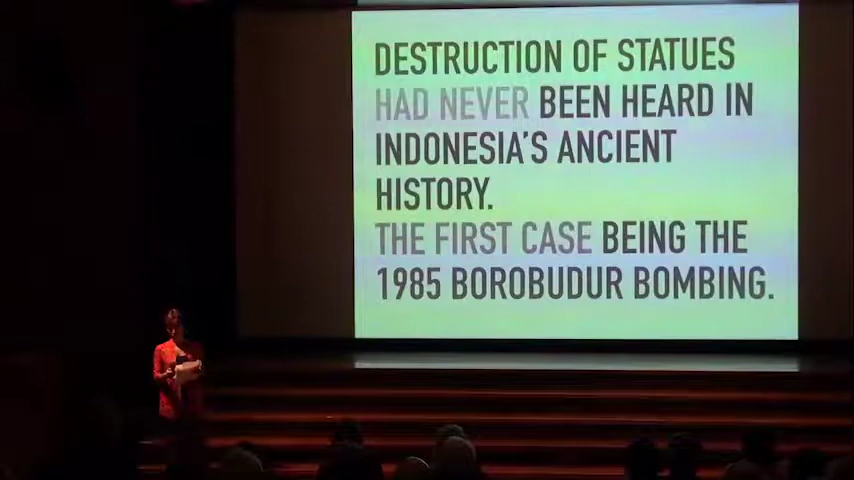 DESTRUCTION OF STATUES
HAD NEVER BEEN HEARD IN
INDONESIA'S ANCIENT
HISTORY.
THE FIRST CASE BEING THE
1985 BOROBUDUR BOMBING.